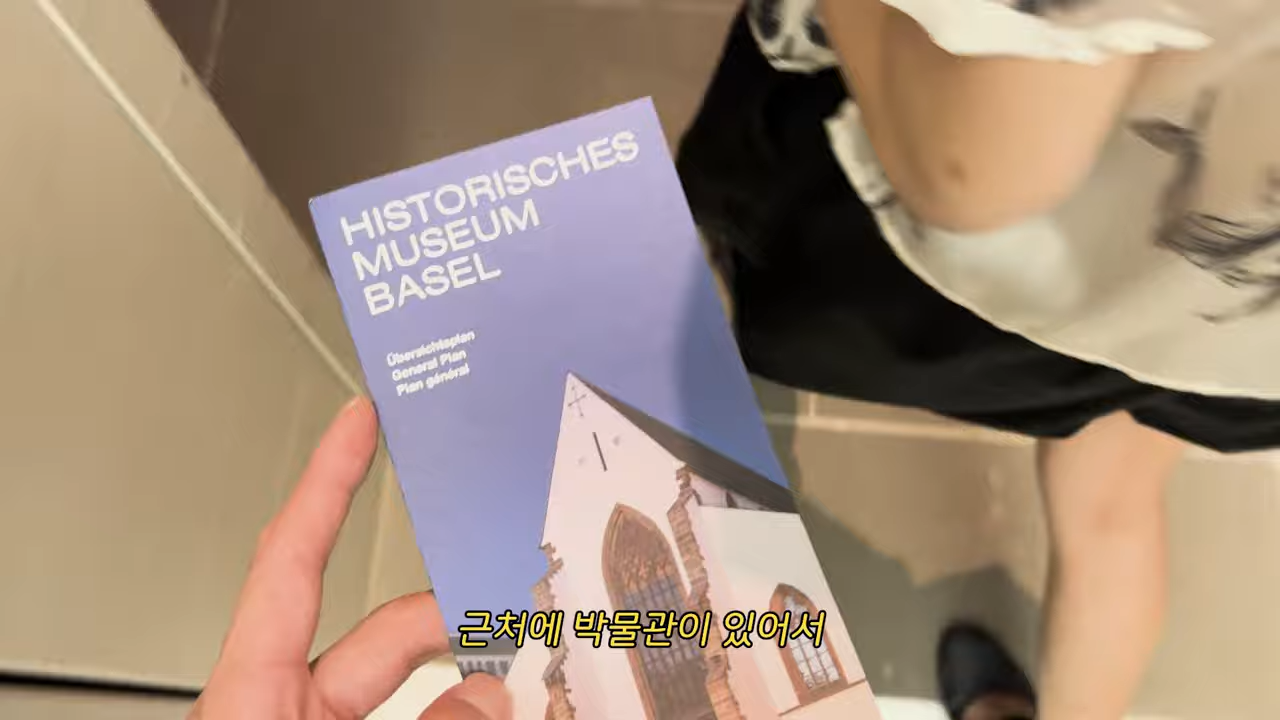 HISTORISCHES
MUSEUM
BASEL
Übersichtsplan
General Plan
Plan général
근처에 박물관이 있어서